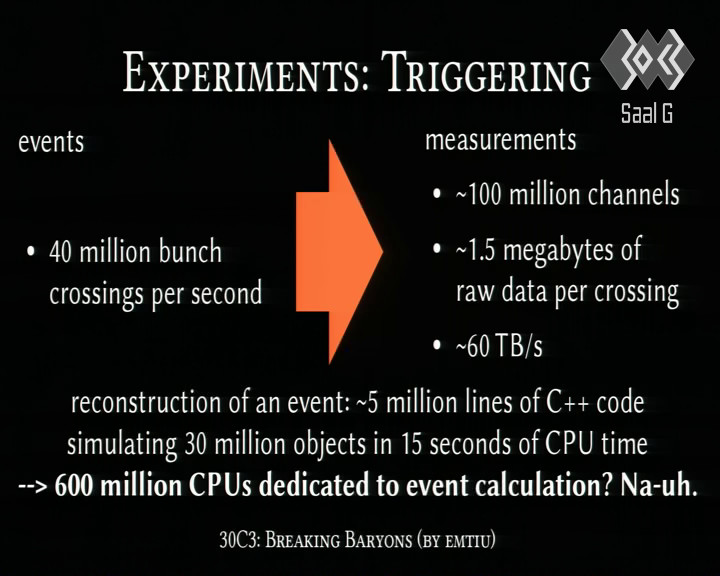 Experiments: Triggering
30C3
Saal G
events
• 40 million bunch
crossings per second
measurements
• ~100 million channels
• ~1.5 megabytes of
raw data per crossing
• ~60 TB/s
reconstruction of an event: ~5 million lines of C++ code
simulating 30 million objects in 15 seconds of CPU time
--> 600 million CPUs dedicated to event calculation? Na-uh.
30C3: Breaking Baryons (by emtiu)